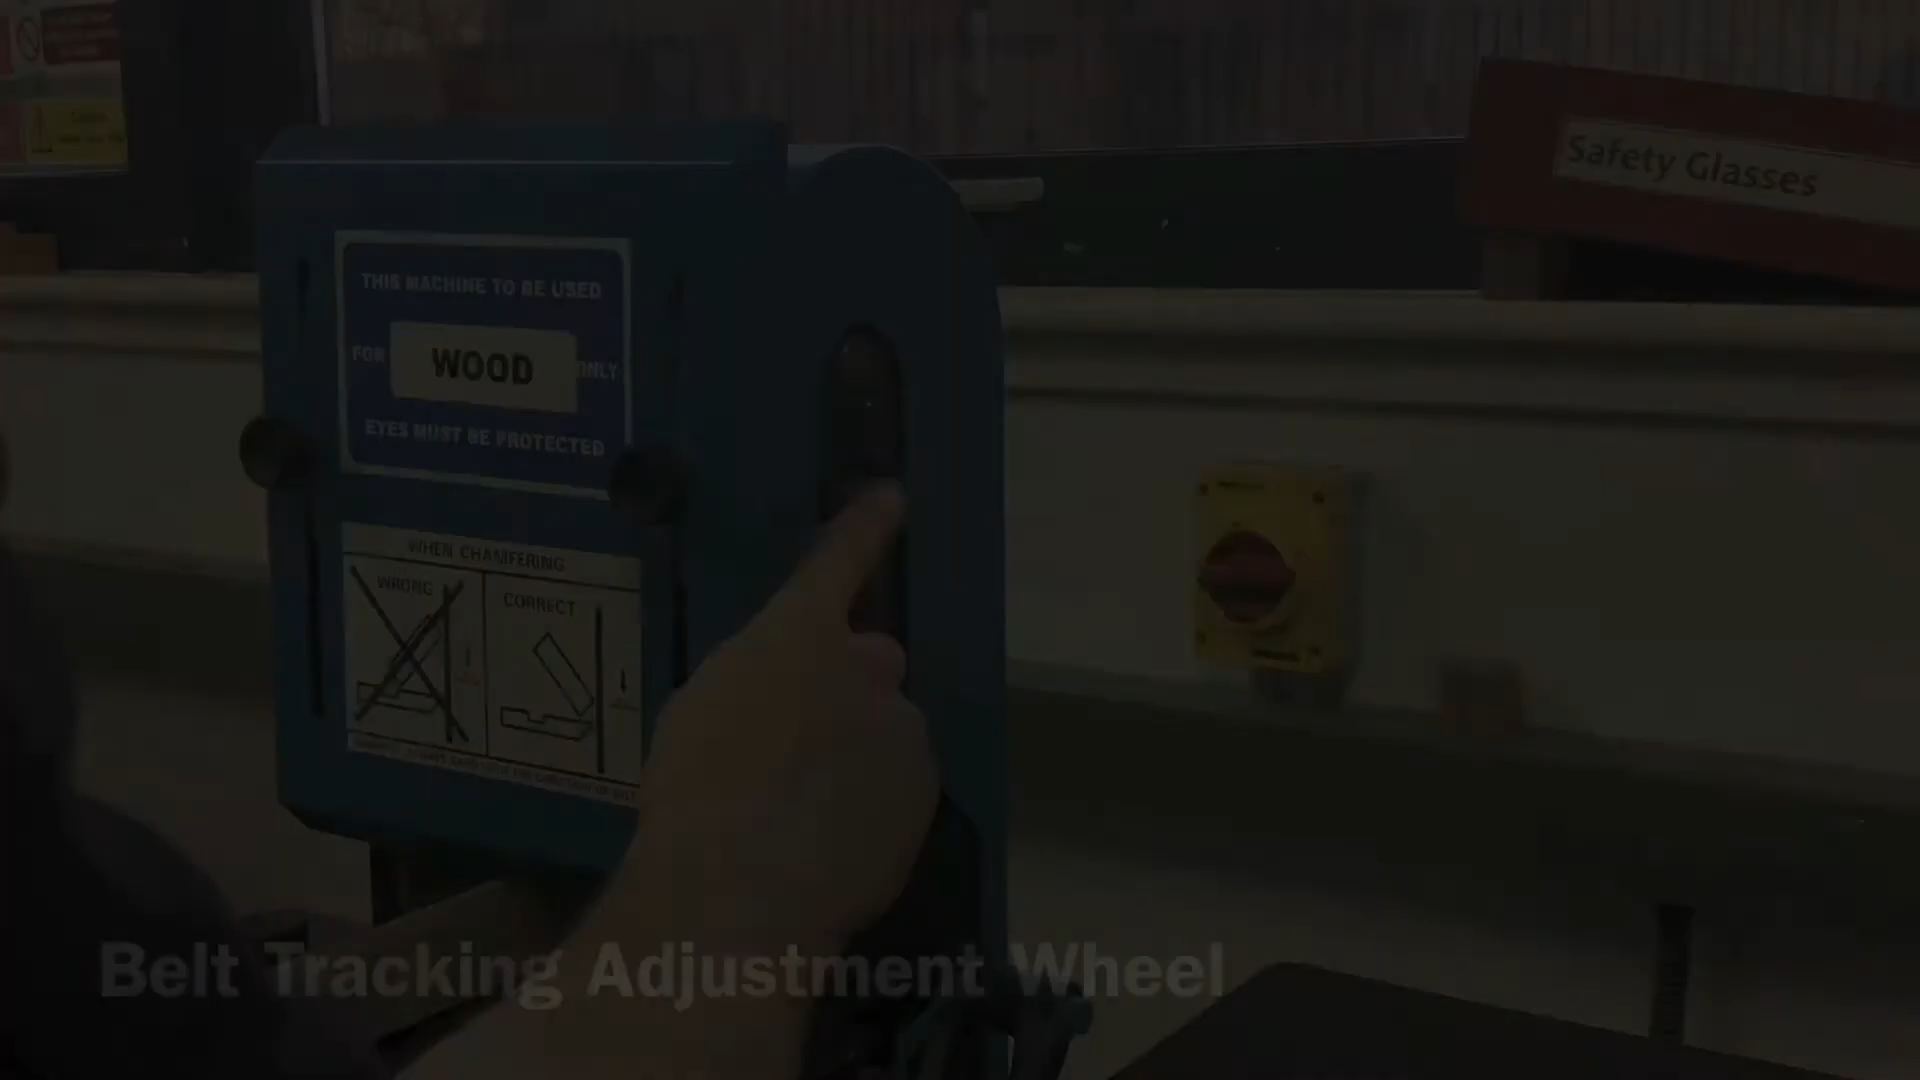 Safety Glasses
THIS MACHINE TO BE USED
FOR WOOD ONLY
EYES MUST BE PROTECTED
WHEN CHAMFERING
WRONG
CORRECT
Belt Tracking Adjustment Wheel